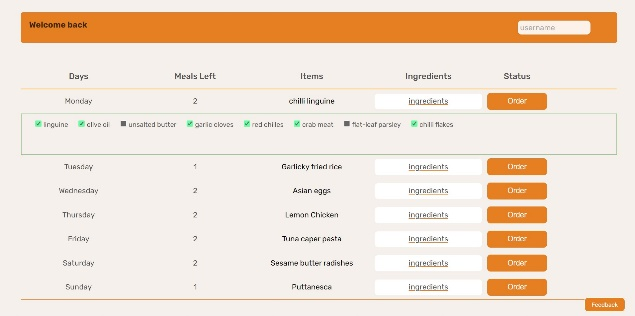 Welcome back
username
Days Meals Left Items Ingredients Status
Monday 2 chilli linguine ingredients Order
linguine olive oil unsalted butter garlic cloves red chilles crab meat flat-leaf parsley chilli flakes
Tuesday 1 Garlicky fried rice ingredients Order
Wednesday 2 Asian eggs ingredients Order
Thursday 2 Lemon Chicken ingredients Order
Friday 2 Tuna caper pasta ingredients Order
Saturday 2 Sesame butter radishes ingredients Order
Sunday 1 Puttanesca ingredients Order
Feedback